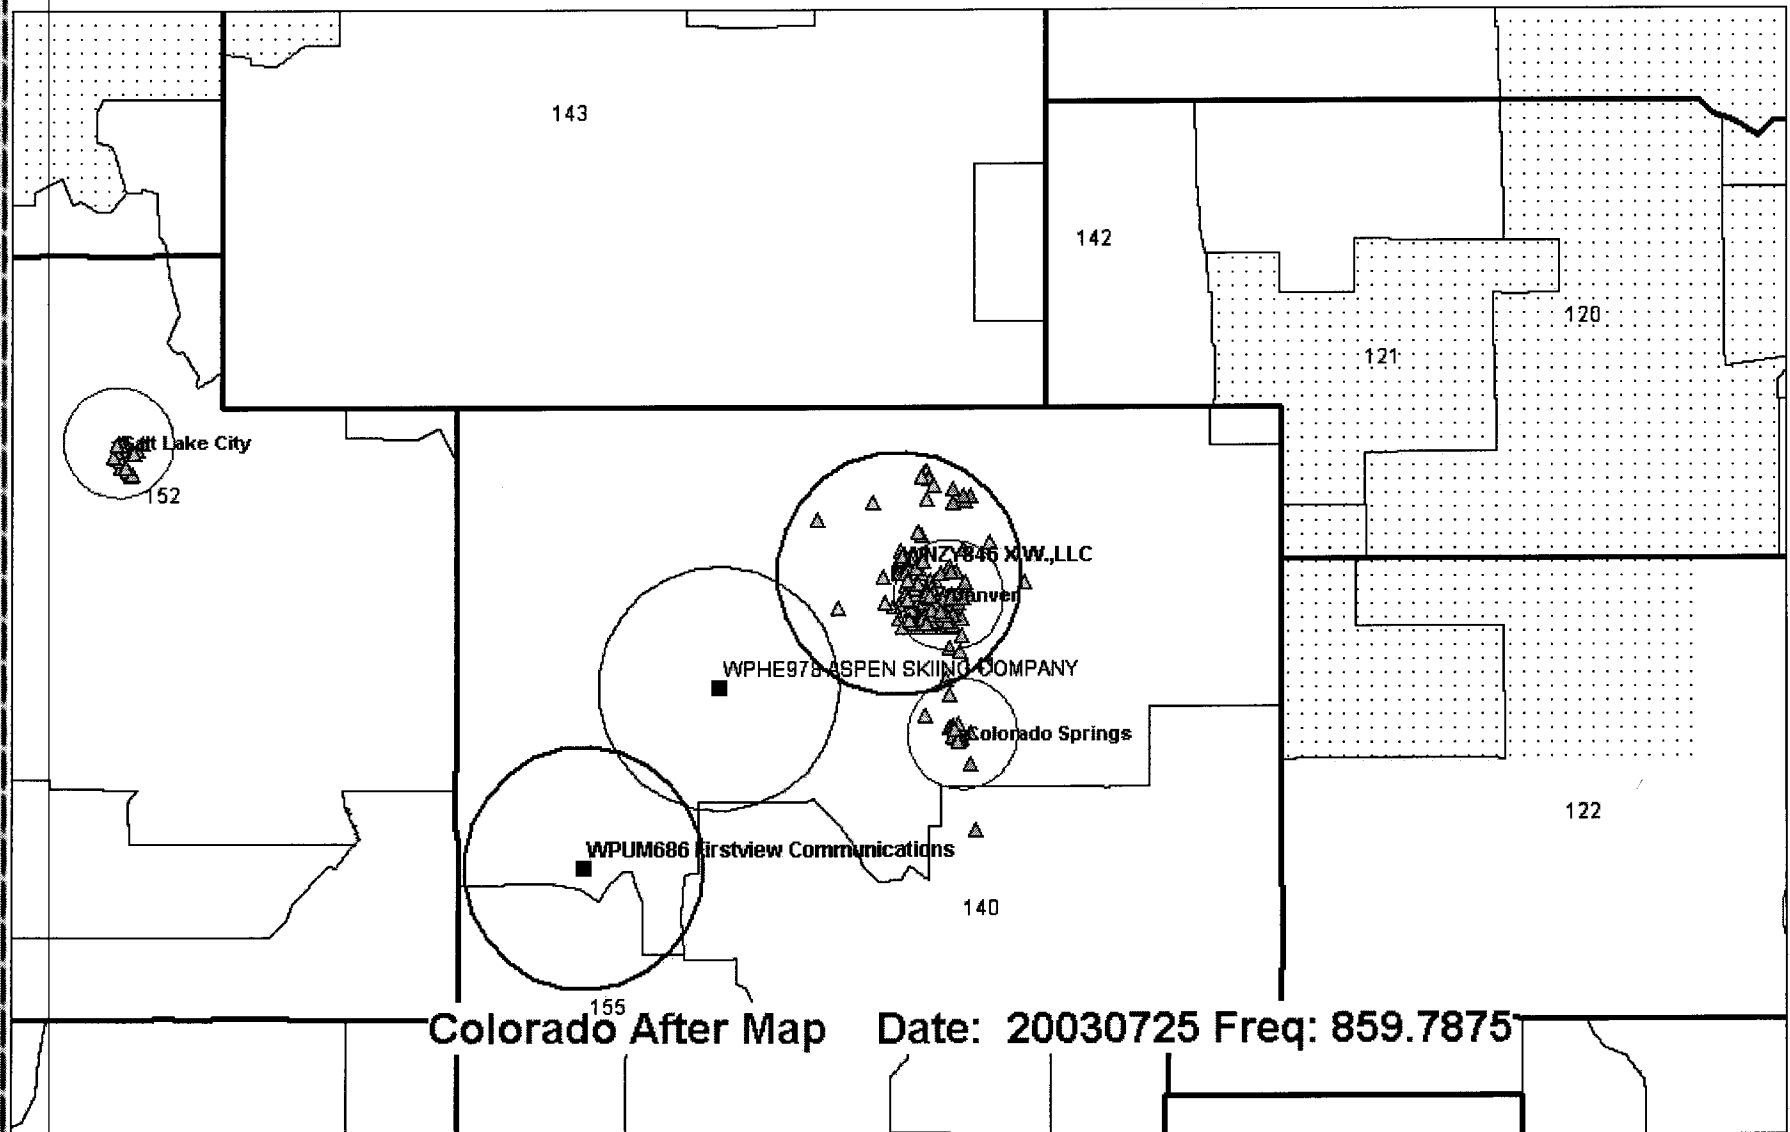 143
142
120
121
Salt Lake City
152
WNZY846 X.W.,LLC
Denver
WPHE978 ASPEN SKIING COMPANY
Colorado Springs
122
WPUM686 Firstview Communications
140
155
Colorado After Map Date: 20030725 Freq: 859.7875